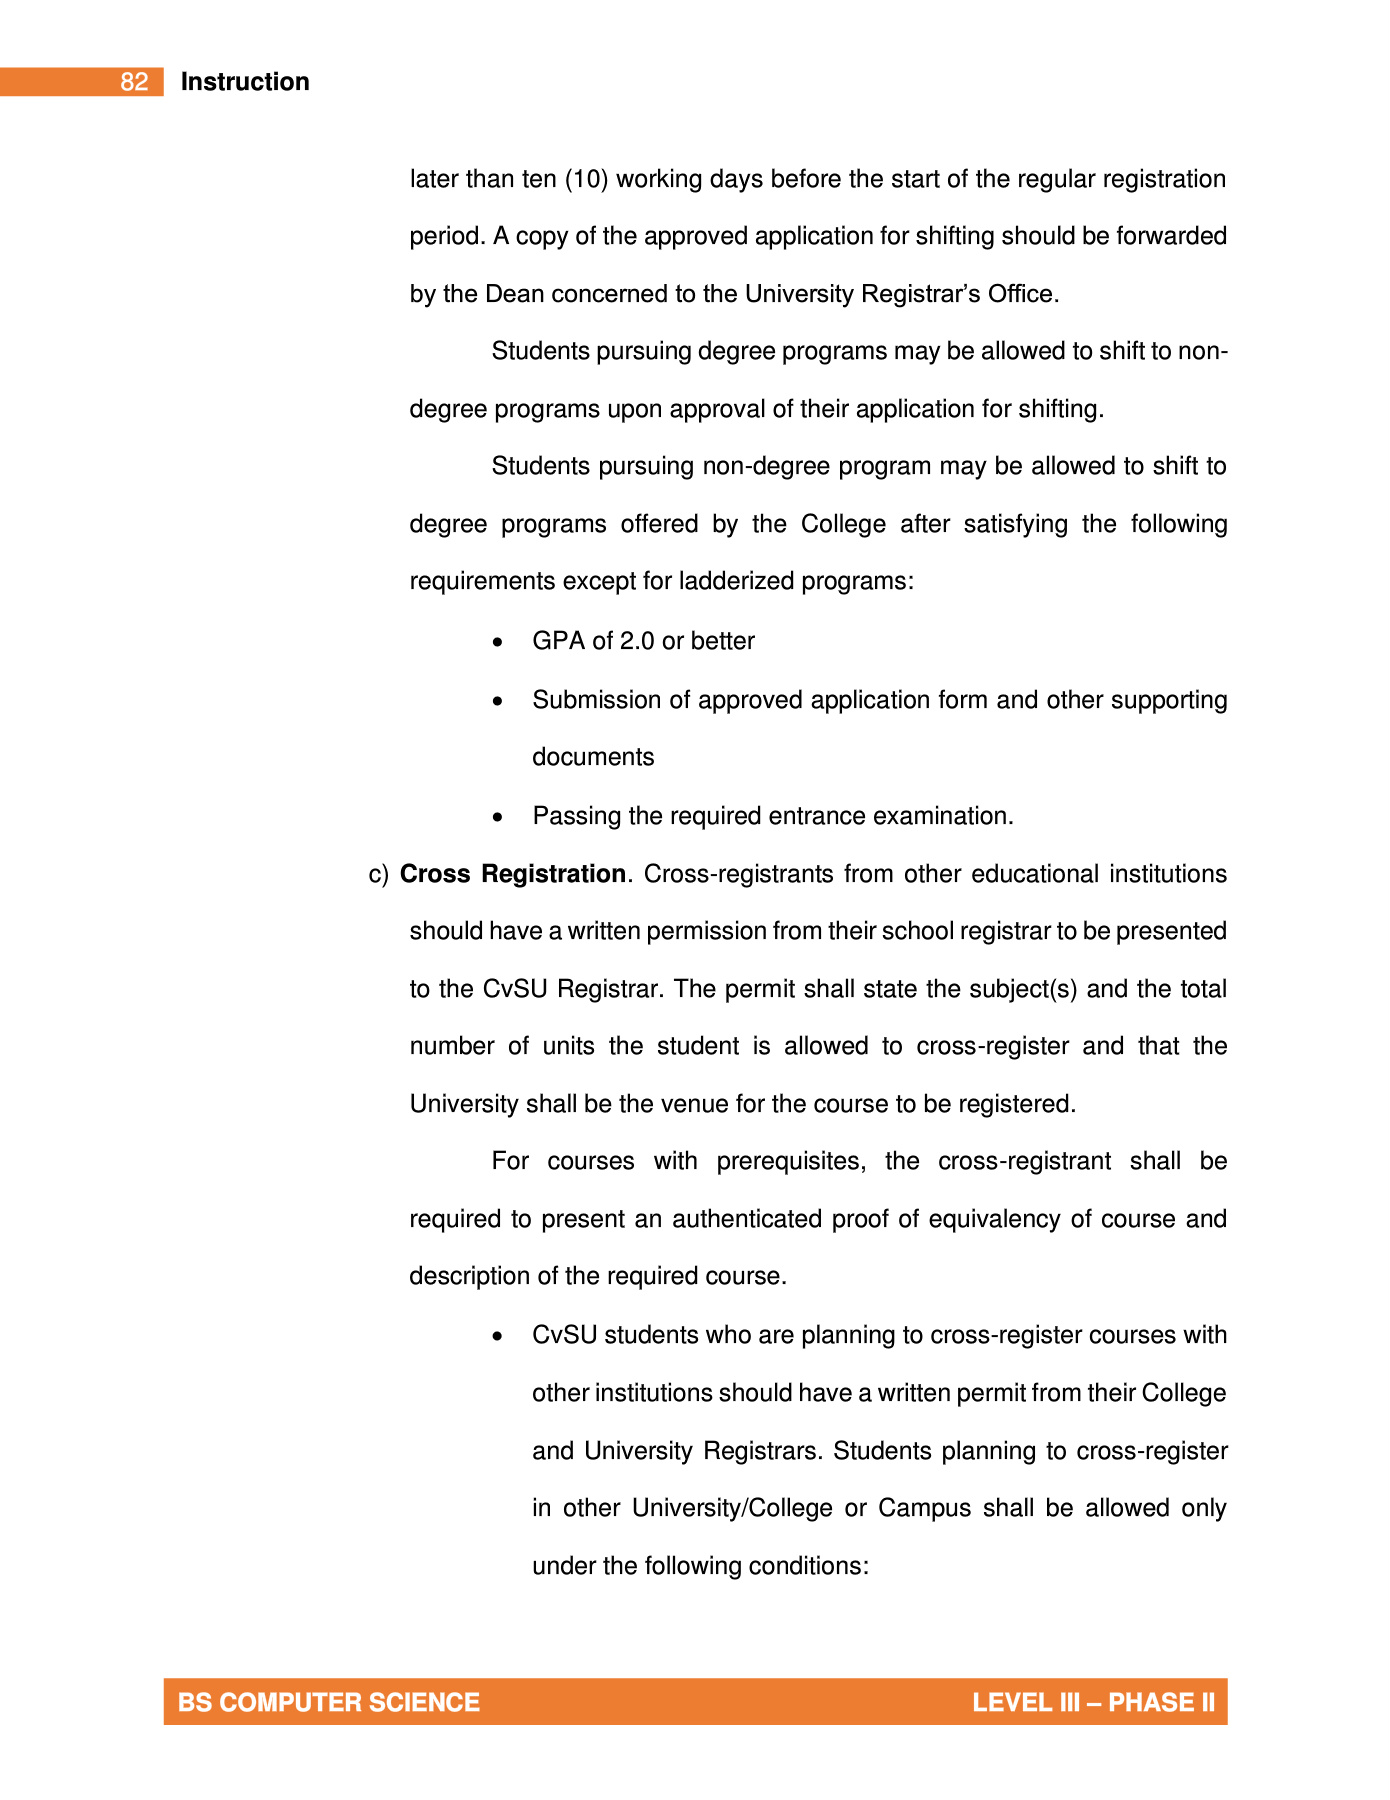 82 Instruction
later than ten (10) working days before the start of the regular registration
period. A copy of the approved application for shifting should be forwarded
by the Dean concerned to the University Registrar’s Office.
Students pursuing degree programs may be allowed to shift to non-
degree programs upon approval of their application for shifting.
Students pursuing non-degree program may be allowed to shift to
degree programs offered by the College after satisfying the following
requirements except for ladderized programs:
• GPA of 2.0 or better
• Submission of approved application form and other supporting
documents
• Passing the required entrance examination.
c) Cross Registration. Cross-registrants from other educational institutions
should have a written permission from their school registrar to be presented
to the CvSU Registrar. The permit shall state the subject(s) and the total
number of units the student is allowed to cross-register and that the
University shall be the venue for the course to be registered.
For courses with prerequisites, the cross-registrant shall be
required to present an authenticated proof of equivalency of course and
description of the required course.
• CvSU students who are planning to cross-register courses with
other institutions should have a written permit from their College
and University Registrars. Students planning to cross-register
in other University/College or Campus shall be allowed only
under the following conditions:
BS COMPUTER SCIENCE LEVEL III – PHASE II